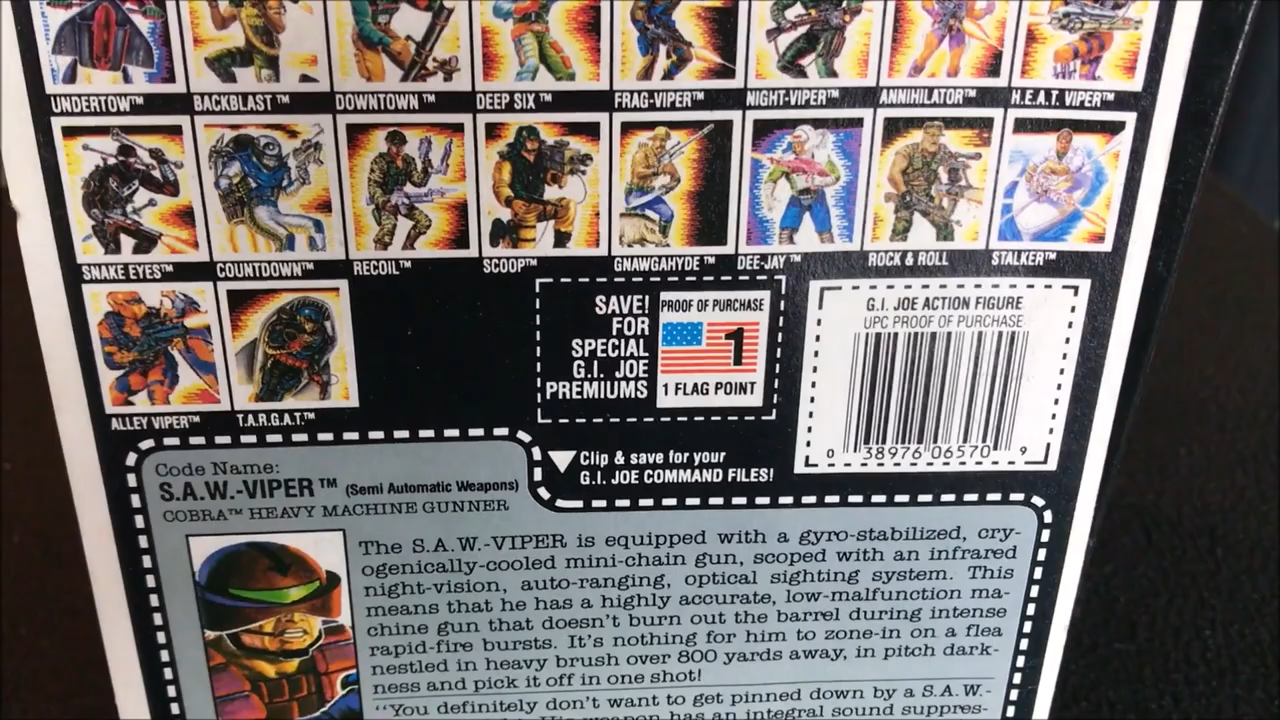 UNDERTOW™ BACKBLAST™ DOWNTOWN™ DEEP SIX™ FRAG-VIPER™ NIGHT-VIPER™ ANNIHILATOR™ H.E.A.T. VIPER™
SNAKE EYES™ COUNTDOWN™ RECOIL™ SCOOP™ GNAWGAHYDE™ DEE-JAY™ ROCK & ROLL STALKER™
ALLEY VIPER™ T.A.R.G.A.T.™
SAVE!
FOR
SPECIAL
G.I. JOE
PREMIUMS
PROOF OF PURCHASE
1
1 FLAG POINT
G.I. JOE ACTION FIGURE
UPC PROOF OF PURCHASE
0 38976 06570 9
Clip & save for your
G.I. JOE COMMAND FILES!
Code Name:
S.A.W.-VIPER™ (Semi Automatic Weapons)
COBRA™ HEAVY MACHINE GUNNER
The S.A.W.-VIPER is equipped with a gyro-stabilized, cry-
ogenically-cooled mini-chain gun, scoped with an infrared
night-vision, auto-ranging, optical sighting system. This
means that he has a highly accurate, low-malfunction ma-
chine gun that doesn't burn out the barrel during intense
rapid-fire bursts. It's nothing for him to zone-in on a flea
nestled in heavy brush over 800 yards away, in pitch dark-
ness and pick it off in one shot!
"You definitely don't want to get pinned down by a S.A.W.-
His weapon has an integral sound suppres-